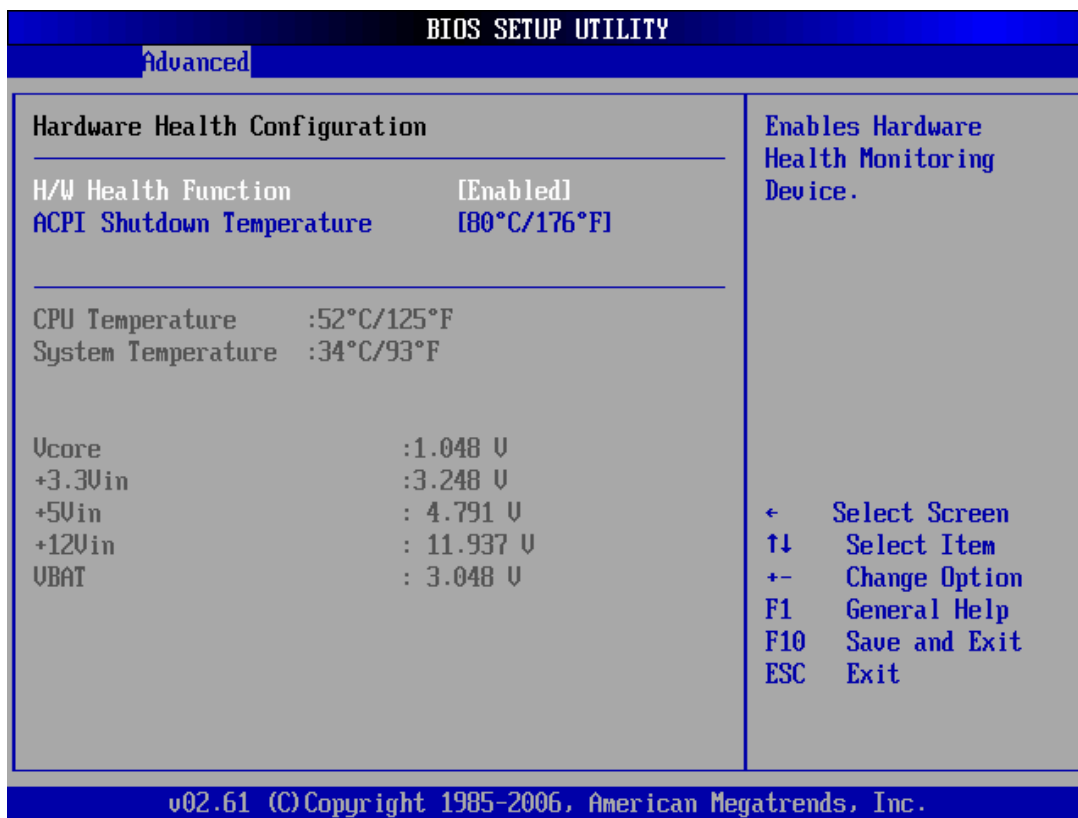 BIOS SETUP UTILITY
Advanced
Hardware Health Configuration
H/W Health Function [Enabled]
ACPI Shutdown Temperature [80°C/176°F]
CPU Temperature :52°C/125°F
System Temperature :34°C/93°F
Vcore :1.048 V
+3.3Vin :3.248 V
+5Vin : 4.791 V
+12Vin : 11.937 V
VBAT : 3.048 V
Enables Hardware
Health Monitoring
Device.
← Select Screen
↑↓ Select Item
+- Change Option
F1 General Help
F10 Save and Exit
ESC Exit
v02.61 (C)Copyright 1985-2006, American Megatrends, Inc.